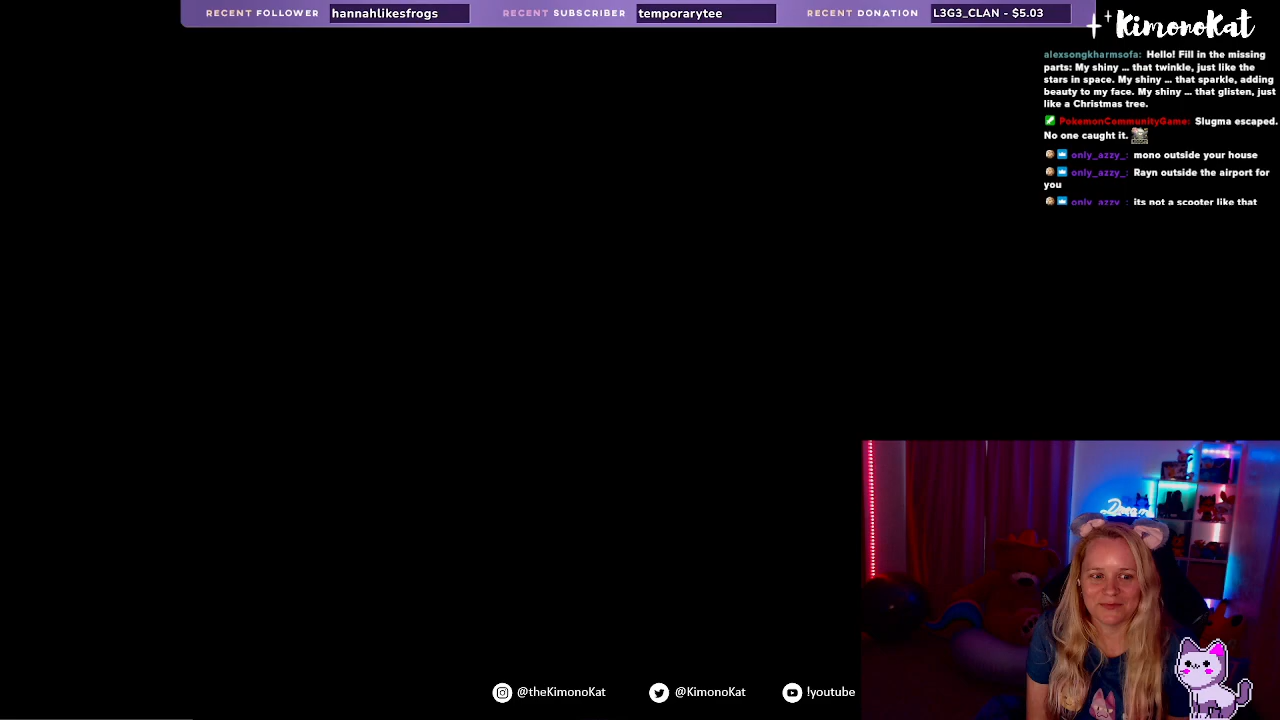 RECENT FOLLOWER hannahlikesfrogs RECENT SUBSCRIBER temporarytee RECENT DONATION L3G3_CLAN - $5.03
KimonoKat
alexsongkharmsofa: Hello! Fill in the missing
parts: My shiny ... that twinkle, just like the
stars in space. My shiny ... that sparkle, adding
beauty to my face. My shiny ... that glisten, just
like a Christmas tree.
PokemonCommunityGame: Slugma escaped.
No one caught it.
only_azzy_: mono outside your house
only_azzy_: Rayn outside the airport for
you
only_azzy_: its not a scooter like that
@theKimonoKat @KimonoKat !youtube